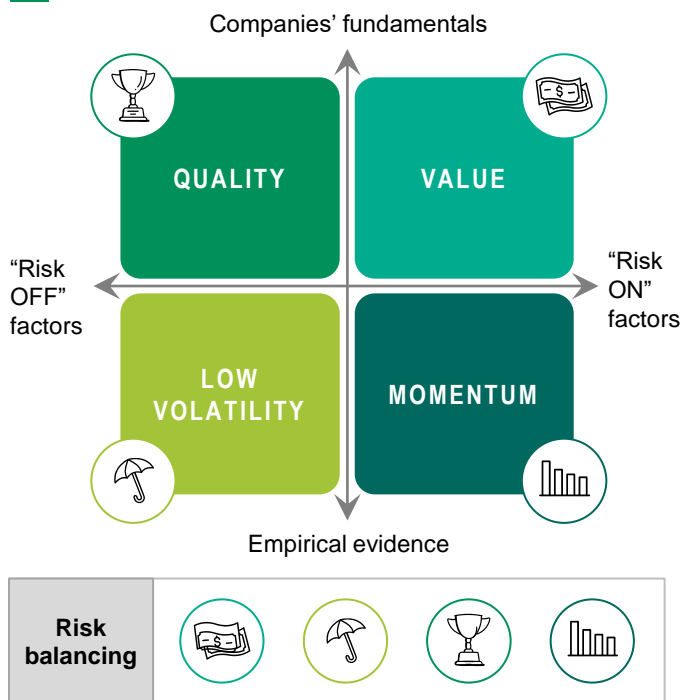 Companies’ fundamentals
QUALITY
VALUE
“Risk
OFF”
factors
“Risk
ON”
factors
LOW
VOLATILITY
MOMENTUM
Empirical evidence
Risk
balancing